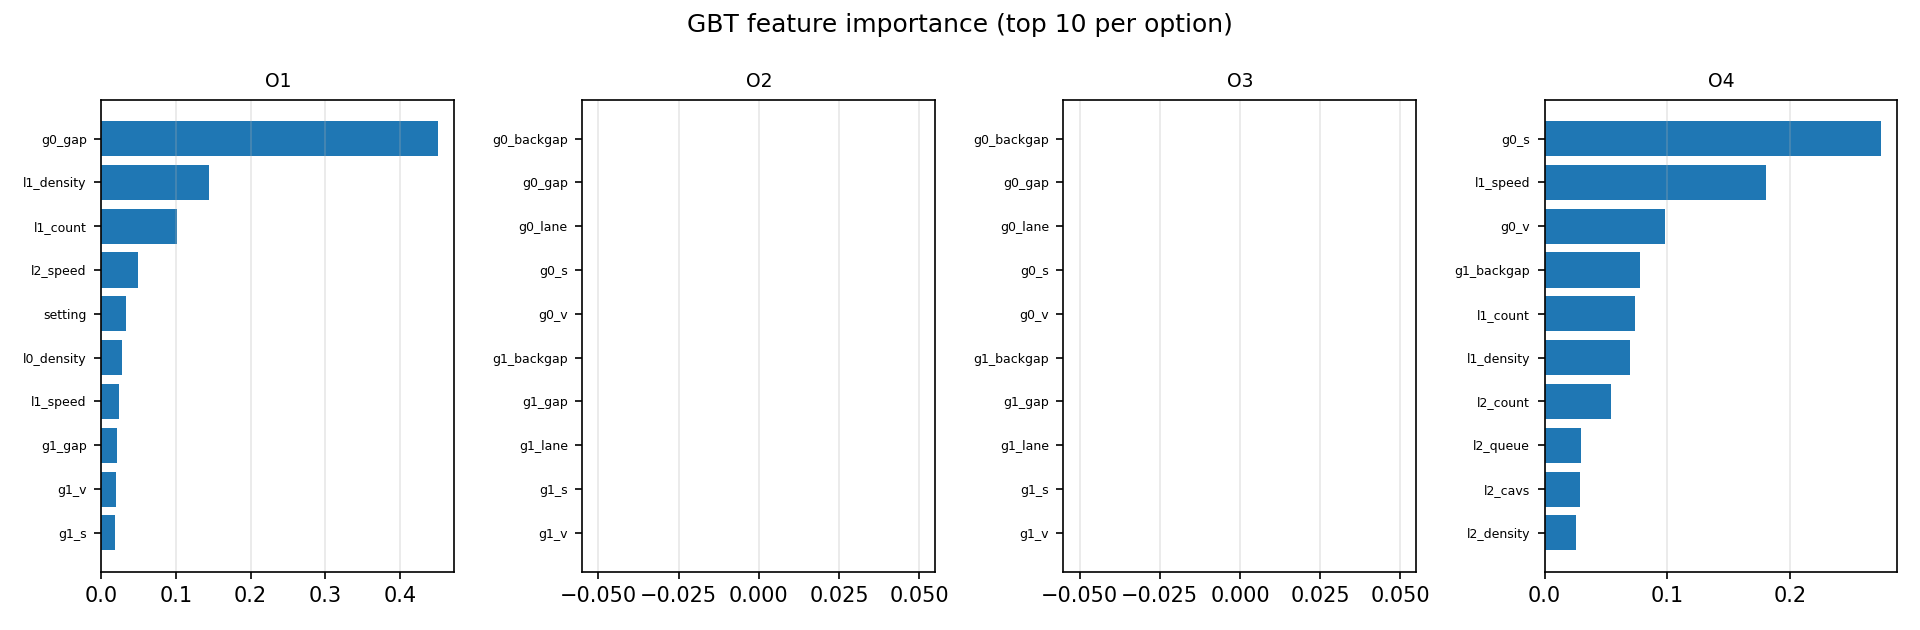 GBT feature importance (top 10 per option)
O1
g0_gap
l1_density
l1_count
l2_speed
setting
l0_density
l1_speed
g1_gap
g1_v
g1_s
0.0 0.1 0.2 0.3 0.4
O2
g0_backgap
g0_gap
g0_lane
g0_s
g0_v
g1_backgap
g1_gap
g1_lane
g1_s
g1_v
−0.050 −0.025 0.000 0.025 0.050
O3
g0_backgap
g0_gap
g0_lane
g0_s
g0_v
g1_backgap
g1_gap
g1_lane
g1_s
g1_v
−0.050 −0.025 0.000 0.025 0.050
O4
g0_s
l1_speed
g0_v
g1_backgap
l1_count
l1_density
l2_count
l2_queue
l2_cavs
l2_density
0.0 0.1 0.2